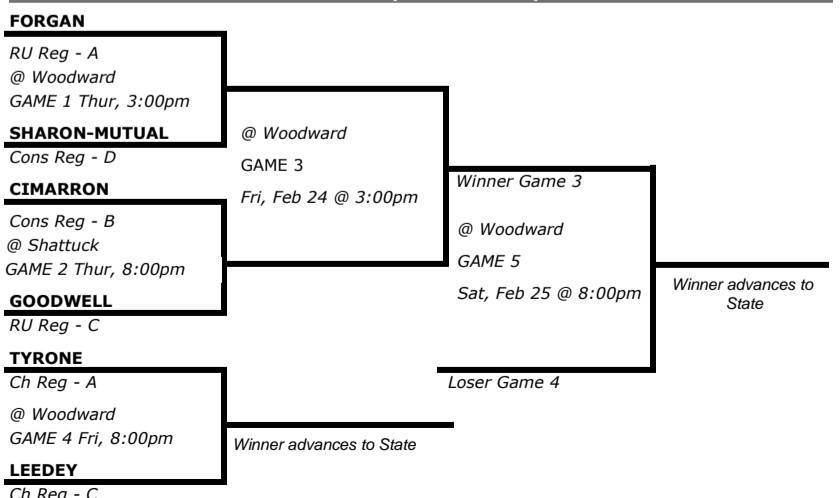 FORGAN
RU Reg - A
@ Woodward
GAME 1 Thur, 3:00pm
SHARON-MUTUAL
Cons Reg - D
@ Woodward
GAME 3
Fri, Feb 24 @ 3:00pm
CIMARRON
Cons Reg - B
@ Shattuck
GAME 2 Thur, 8:00pm
GOODWELL
RU Reg - C
Winner Game 3
@ Woodward
GAME 5
Sat, Feb 25 @ 8:00pm
Loser Game 4
Winner advances to
State
TYRONE
Ch Reg - A
@ Woodward
GAME 4 Fri, 8:00pm
LEEDEY
Ch Reg - C
Winner advances to State